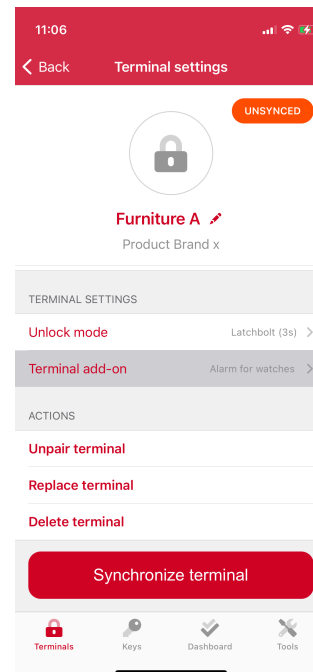 11:06
Back
Terminal settings
UNSYNCED
Furniture A
Product Brand x
TERMINAL SETTINGS
Unlock mode
Latchbolt (3s)
Terminal add-on
Alarm for watches
ACTIONS
Unpair terminal
Replace terminal
Delete terminal
Synchronize terminal
Terminals
Keys
Dashboard
Tools